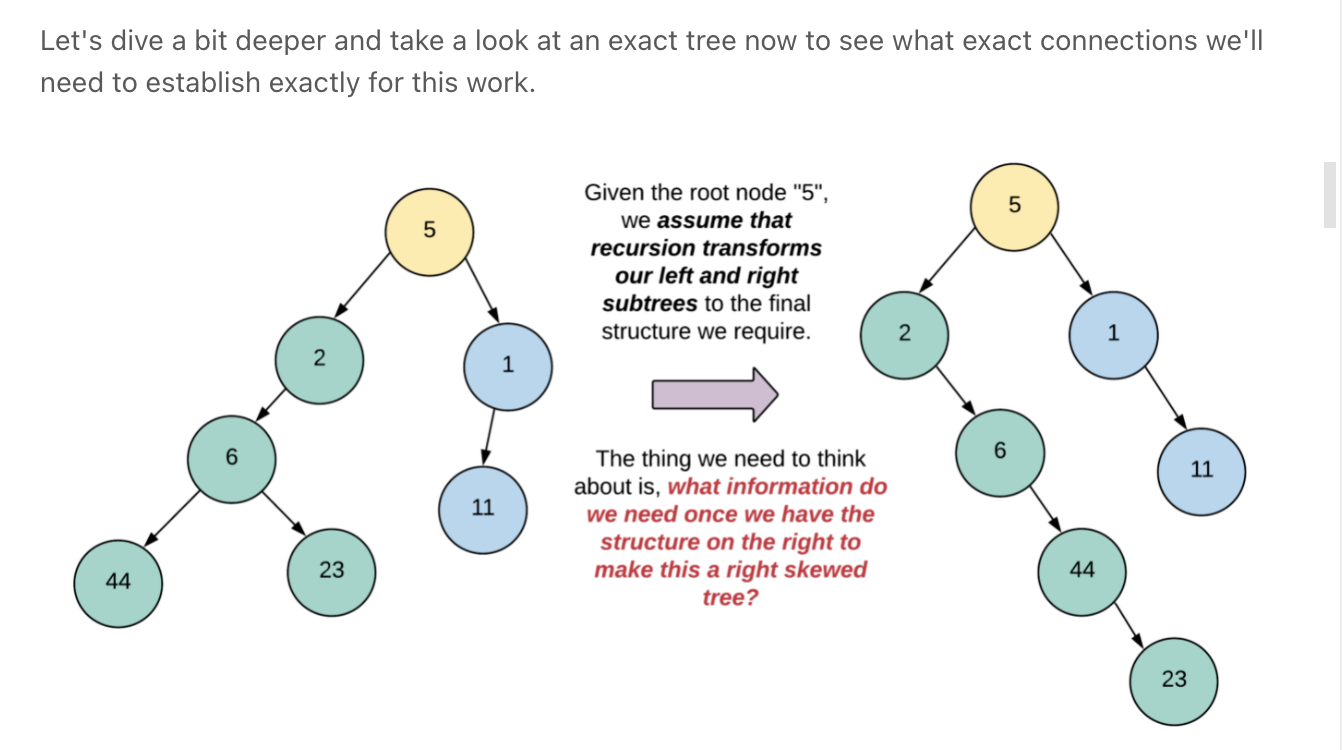 Let's dive a bit deeper and take a look at an exact tree now to see what exact connections we'll
need to establish exactly for this work.
5
2
1
6
11
44
23
Given the root node "5",
we assume that
recursion transforms
our left and right
subtrees to the final
structure we require.
The thing we need to think
about is, what information do
we need once we have the
structure on the right to
make this a right skewed
tree?
5
2
1
6
11
44
23